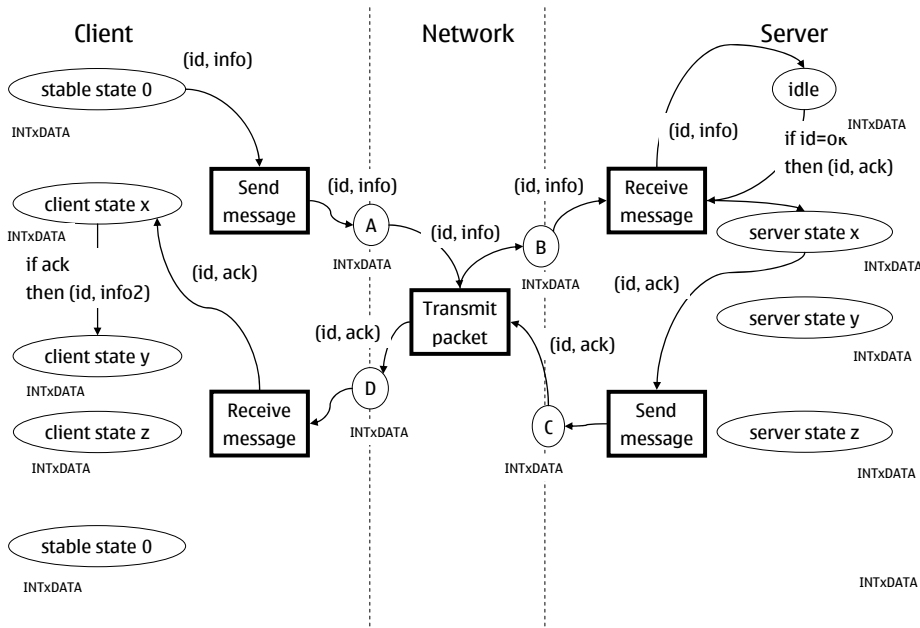 Client
Network
Server
(id, info)
stable state 0
INTxDATA
idle
INTxDATA
(id, info)
if id=ок
then (id, ack)
Send
message
(id, info)
(id, info)
Receive
message
client state x
INTxDATA
A
INTxDATA
(id, info)
B
INTxDATA
server state x
INTxDATA
if ack
then (id, info2)
(id, ack)
(id, ack)
Transmit
packet
server state y
INTxDATA
(id, ack)
(id, ack)
client state y
INTxDATA
D
INTxDATA
Receive
message
Send
message
C
INTxDATA
client state z
INTxDATA
server state z
INTxDATA
stable state 0
INTxDATA
INTxDATA